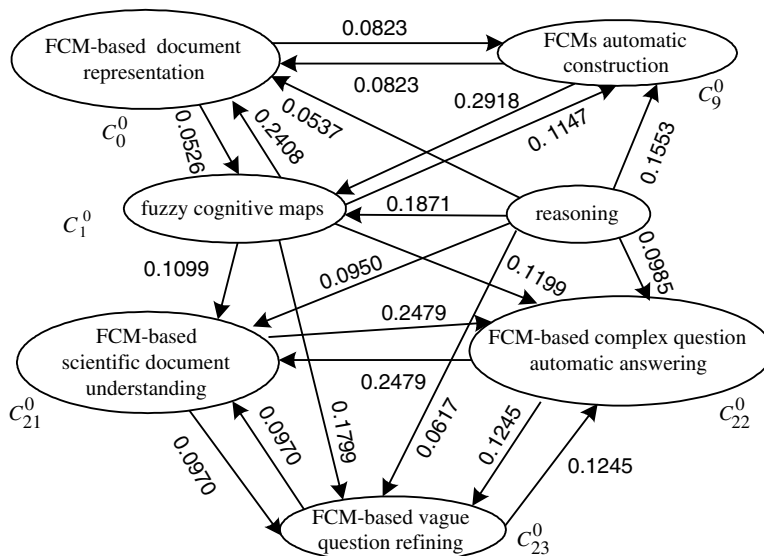 FCM-based document
representation
0.0823
FCMs automatic
construction
0.0823
C_0^0
C_9^0
0.0526
0.2408
0.0537
0.2918
0.1147
0.1553
C_1^0
fuzzy cognitive maps
0.1871
reasoning
0.1099
0.0950
0.1199
0.0985
FCM-based
scientific document
understanding
0.2479
FCM-based complex question
automatic answering
0.2479
C_21^0
C_22^0
0.0970
0.0970
0.1799
0.0617
0.1245
0.1245
FCM-based vague
question refining
C_23^0